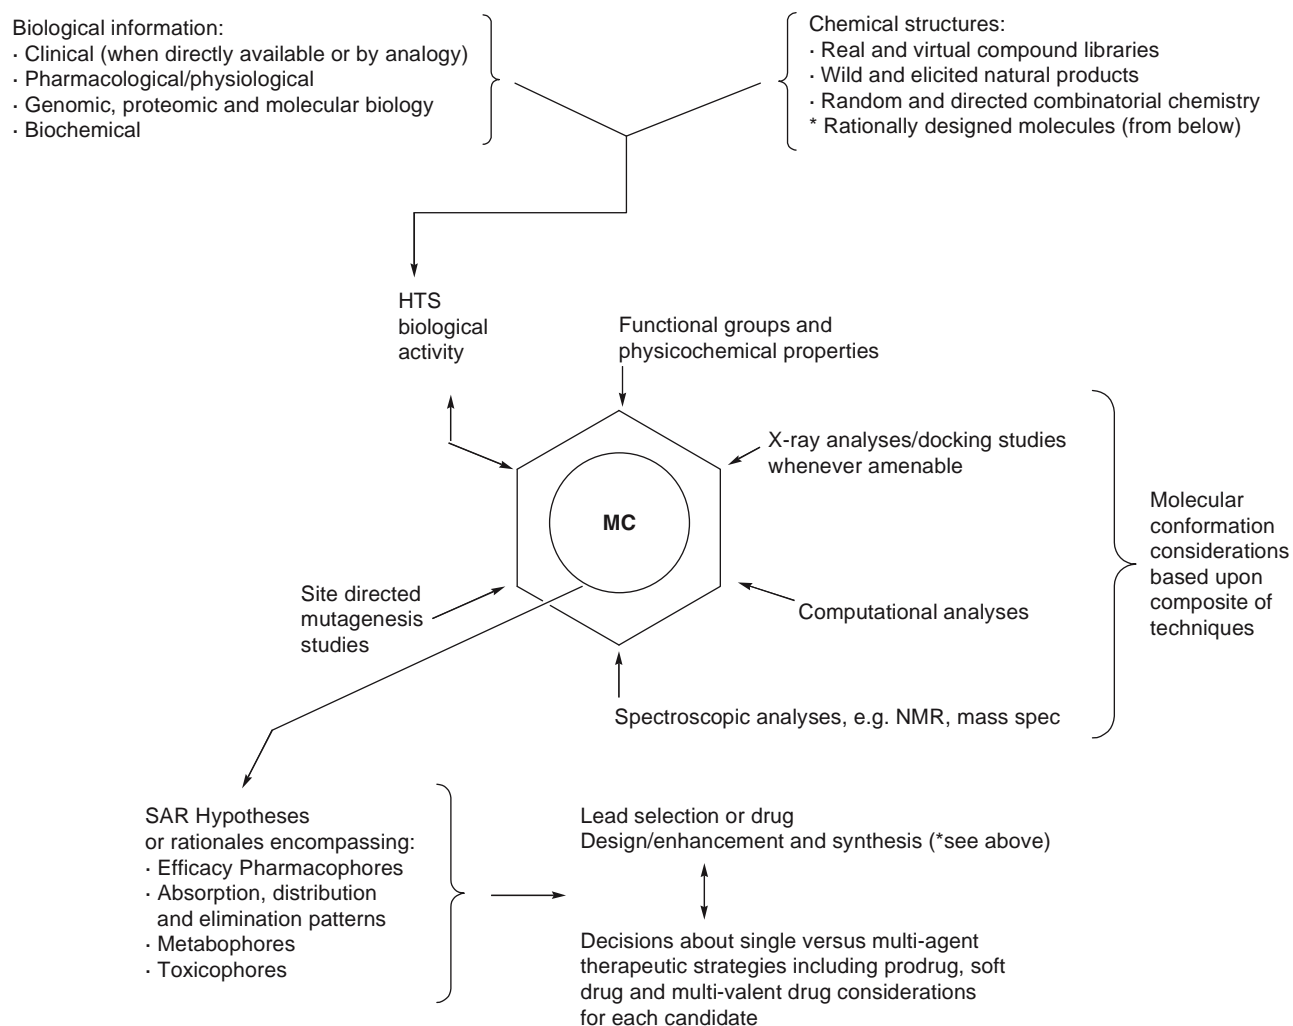 Biological information:
· Clinical (when directly available or by analogy)
· Pharmacological/physiological
· Genomic, proteomic and molecular biology
· Biochemical
Chemical structures:
· Real and virtual compound libraries
· Wild and elicited natural products
· Random and directed combinatorial chemistry
* Rationally designed molecules (from below)
HTS
biological
activity
Functional groups and
physicochemical properties
X-ray analyses/docking studies
whenever amenable
MC
Molecular
conformation
considerations
based upon
composite of
techniques
Site directed
mutagenesis
studies
Computational analyses
Spectroscopic analyses, e.g. NMR, mass spec
SAR Hypotheses
or rationales encompassing:
· Efficacy Pharmacophores
· Absorption, distribution
and elimination patterns
· Metabophores
· Toxicophores
Lead selection or drug
Design/enhancement and synthesis (*see above)
Decisions about single versus multi-agent
therapeutic strategies including prodrug, soft
drug and multi-valent drug considerations
for each candidate